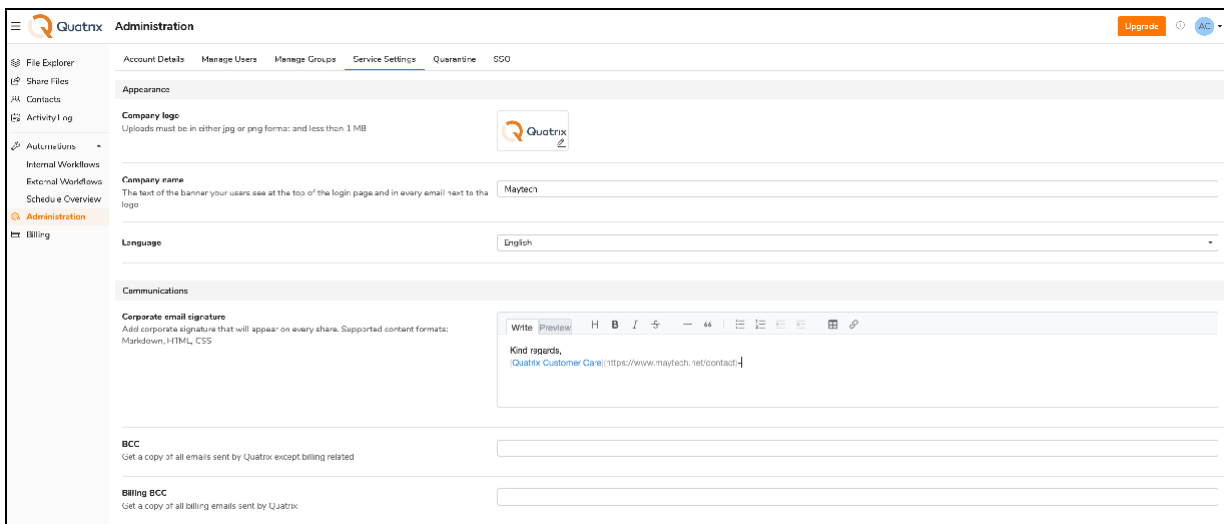 Quatrix Administration
Upgrade
AC
File Explorer
Share Files
Contacts
Activity Log
Automations
Internal Workflows
External Workflows
Schedule Overview
Administration
Billing
Account Details Manage Users Manage Groups Service Settings Quarantine SSO
Appearance
Company logo
Uploads must be in either jpg or png format and less than 1 MB
Quatrix
Company name
The text of the banner your users see at the top of the login page and in every email next to the
logo
Maytech
Language
English
Communications
Corporate email signature
Add corporate signature that will appear on every share. Supported content formats:
Markdown, HTML, CSS
Write Preview H B I S — 66
Kind regards,
[Quatrix Customer Care](https://www.maytech.net/contact)
BCC
Get a copy of all emails sent by Quatrix except billing related
Billing BCC
Get a copy of all billing emails sent by Quatrix